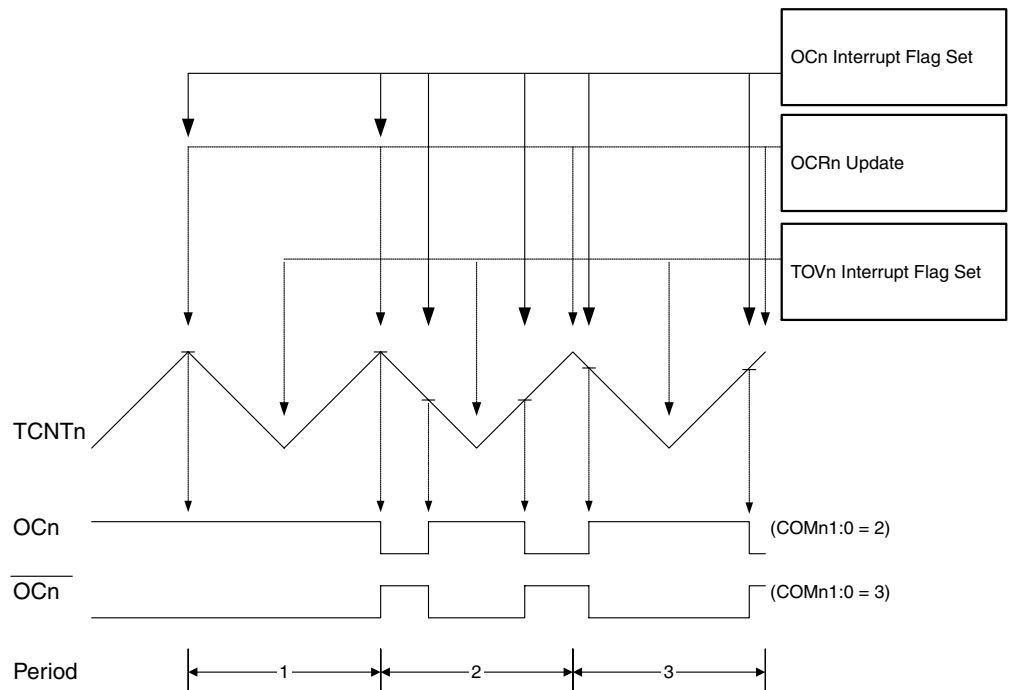 OCn Interrupt Flag Set
OCRn Update
TOVn Interrupt Flag Set
TCNTn
OCn
(COMn1:0 = 2)
OCn
(COMn1:0 = 3)
Period
1
2
3